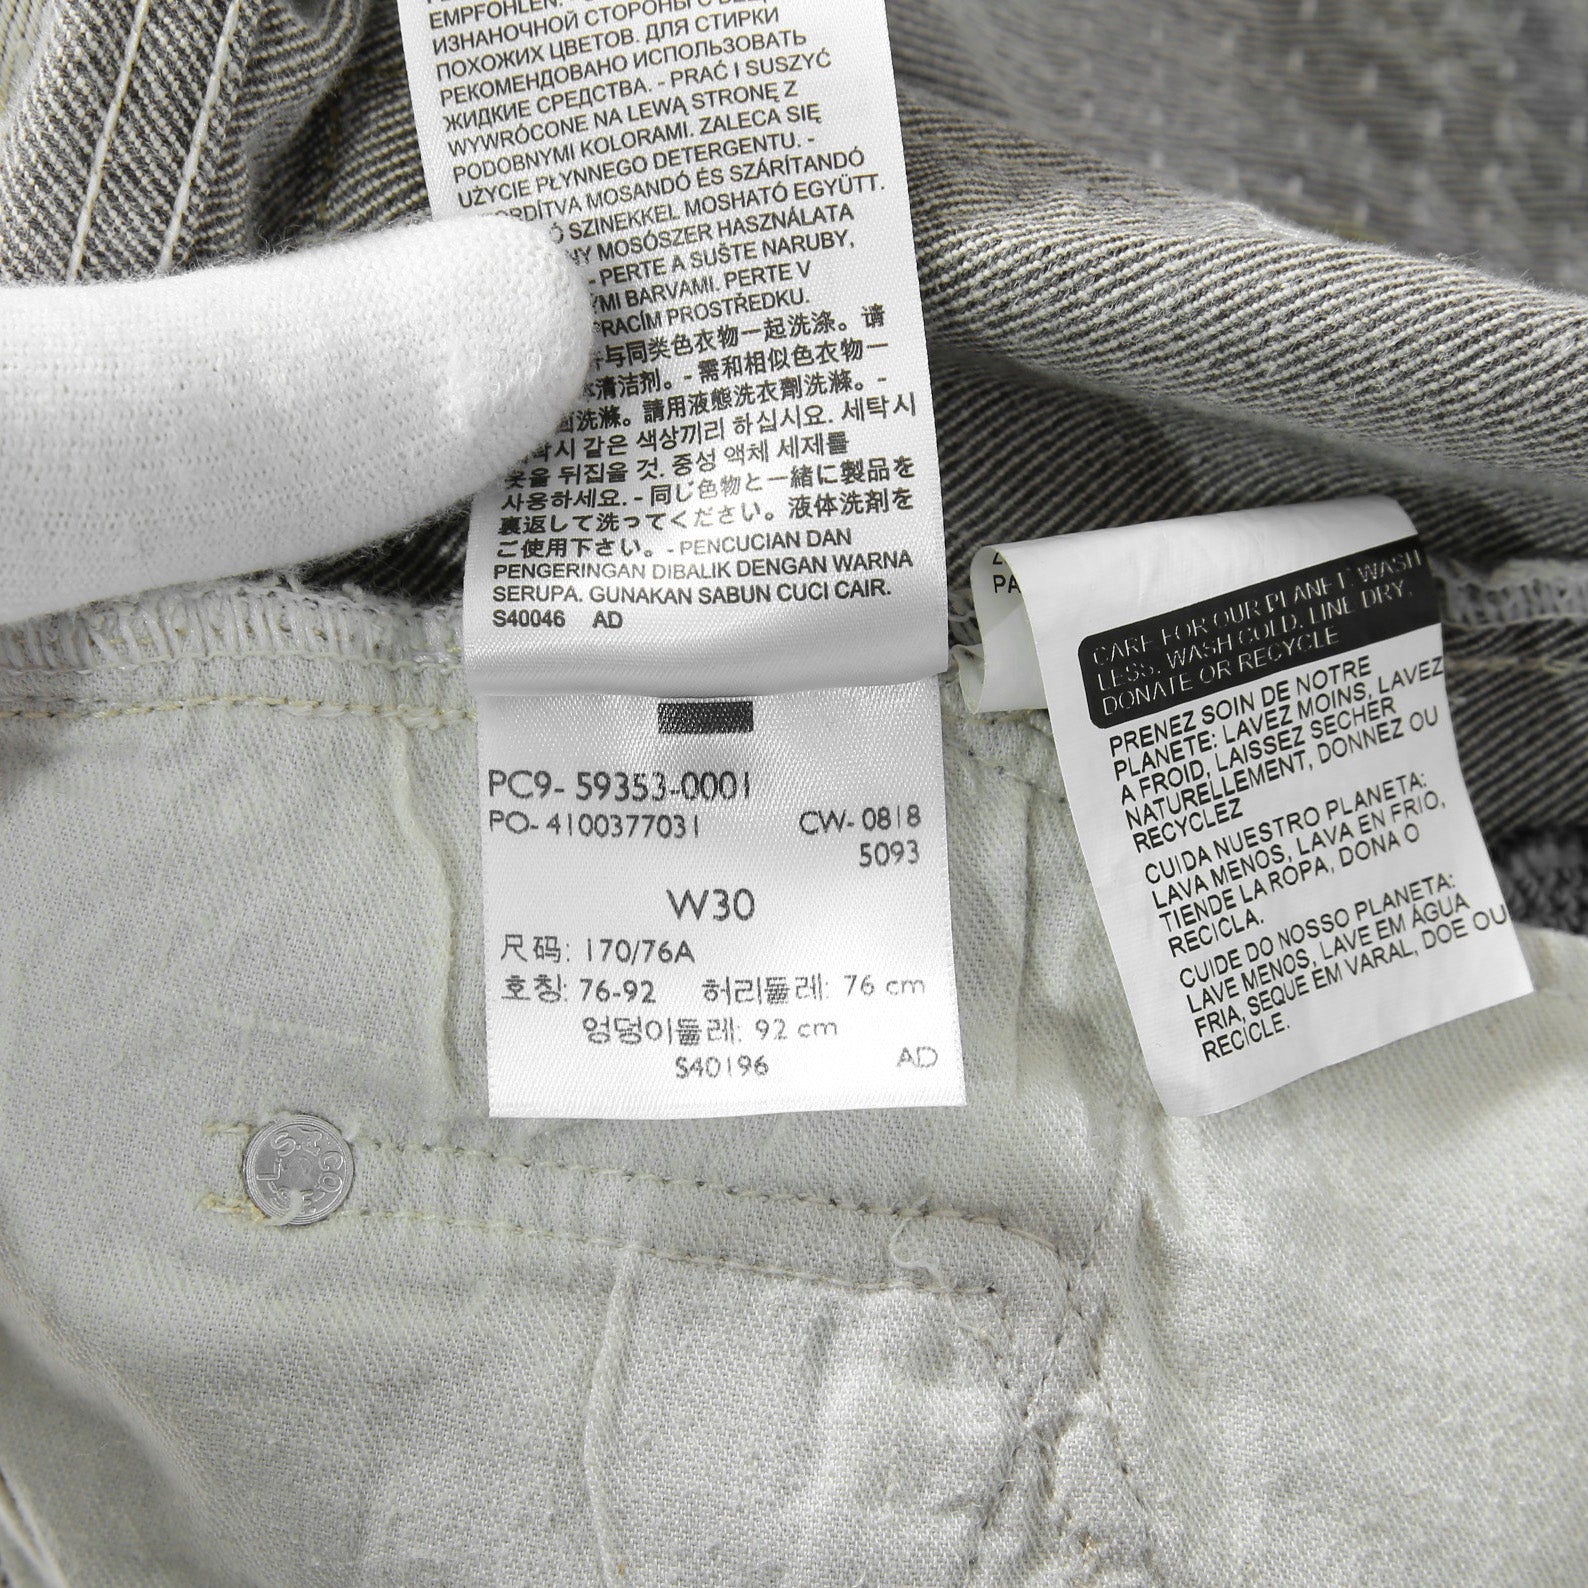 EMPFOHLEN.
ИЗНАНОЧНОЙ СТОРОНЫ С
ПОХОЖИХ ЦВЕТОВ. ДЛЯ СТИРКИ
РЕКОМЕНДОВАНО ИСПОЛЬЗОВАТЬ
ЖИДКИЕ СРЕДСТВА. - PRAĆ I SUSZYĆ
WYWRÓCONE NA LEWĄ STRONĘ Z
PODOBNYMI KOLORAMI. ZALECA SIĘ
UŻYCIE PŁYNNEGO DETERGENTU. -
MOSANDÓ ÉS SZÁRÍTANDÓ
SZINEKKEL MOSHATÓ EGYÜTT.
MOSÓSZER HASZNÁLATA
- PERTE A SUŠTE NARUBY,
BARVAMI. PERTE V
PROSTŘEDKU.
与同类色衣物一起洗涤。请
清洁剂。- 需和相似色衣物一
洗滌。請用液態洗衣劑洗滌。-
같은 색상끼리 하십시요. 세탁시
뒤집을 것. 중성 액체 세제를
사용하세요. - 同じ色物と一緒に製品を
裏返して洗ってください。液体洗剤を
ご使用下さい。- PENCUCIAN DAN
PENGERINGAN DIBALIK DENGAN WARNA
SERUPA. GUNAKAN SABUN CUCI CAIR.
S40046 AD
PC9- 59353-0001
PO- 4100377031 CW- 0818
5093
W30
尺码: 170/76A
호칭: 76-92 허리둘레: 76 cm
엉덩이둘레: 92 cm
S40196 AD
PA
CARE FOR OUR PLANET: WASH
LESS, WASH COLD, LINE DRY,
DONATE OR RECYCLE
PRENEZ SOIN DE NOTRE
PLANETE: LAVEZ MOINS, LAVEZ
A FROID, LAISSEZ SECHER
NATURELLEMENT, DONNEZ OU
RECYCLEZ
CUIDA NUESTRO PLANETA:
LAVA MENOS, LAVA EN FRIO,
TIENDE LA ROPA, DONA O
RECICLA.
CUIDE DO NOSSO PLANETA:
LAVE MENOS, LAVE EM ÁGUA
FRIA, SEQUE EM VARAL, DOE OU
RECICLE.
L.S.